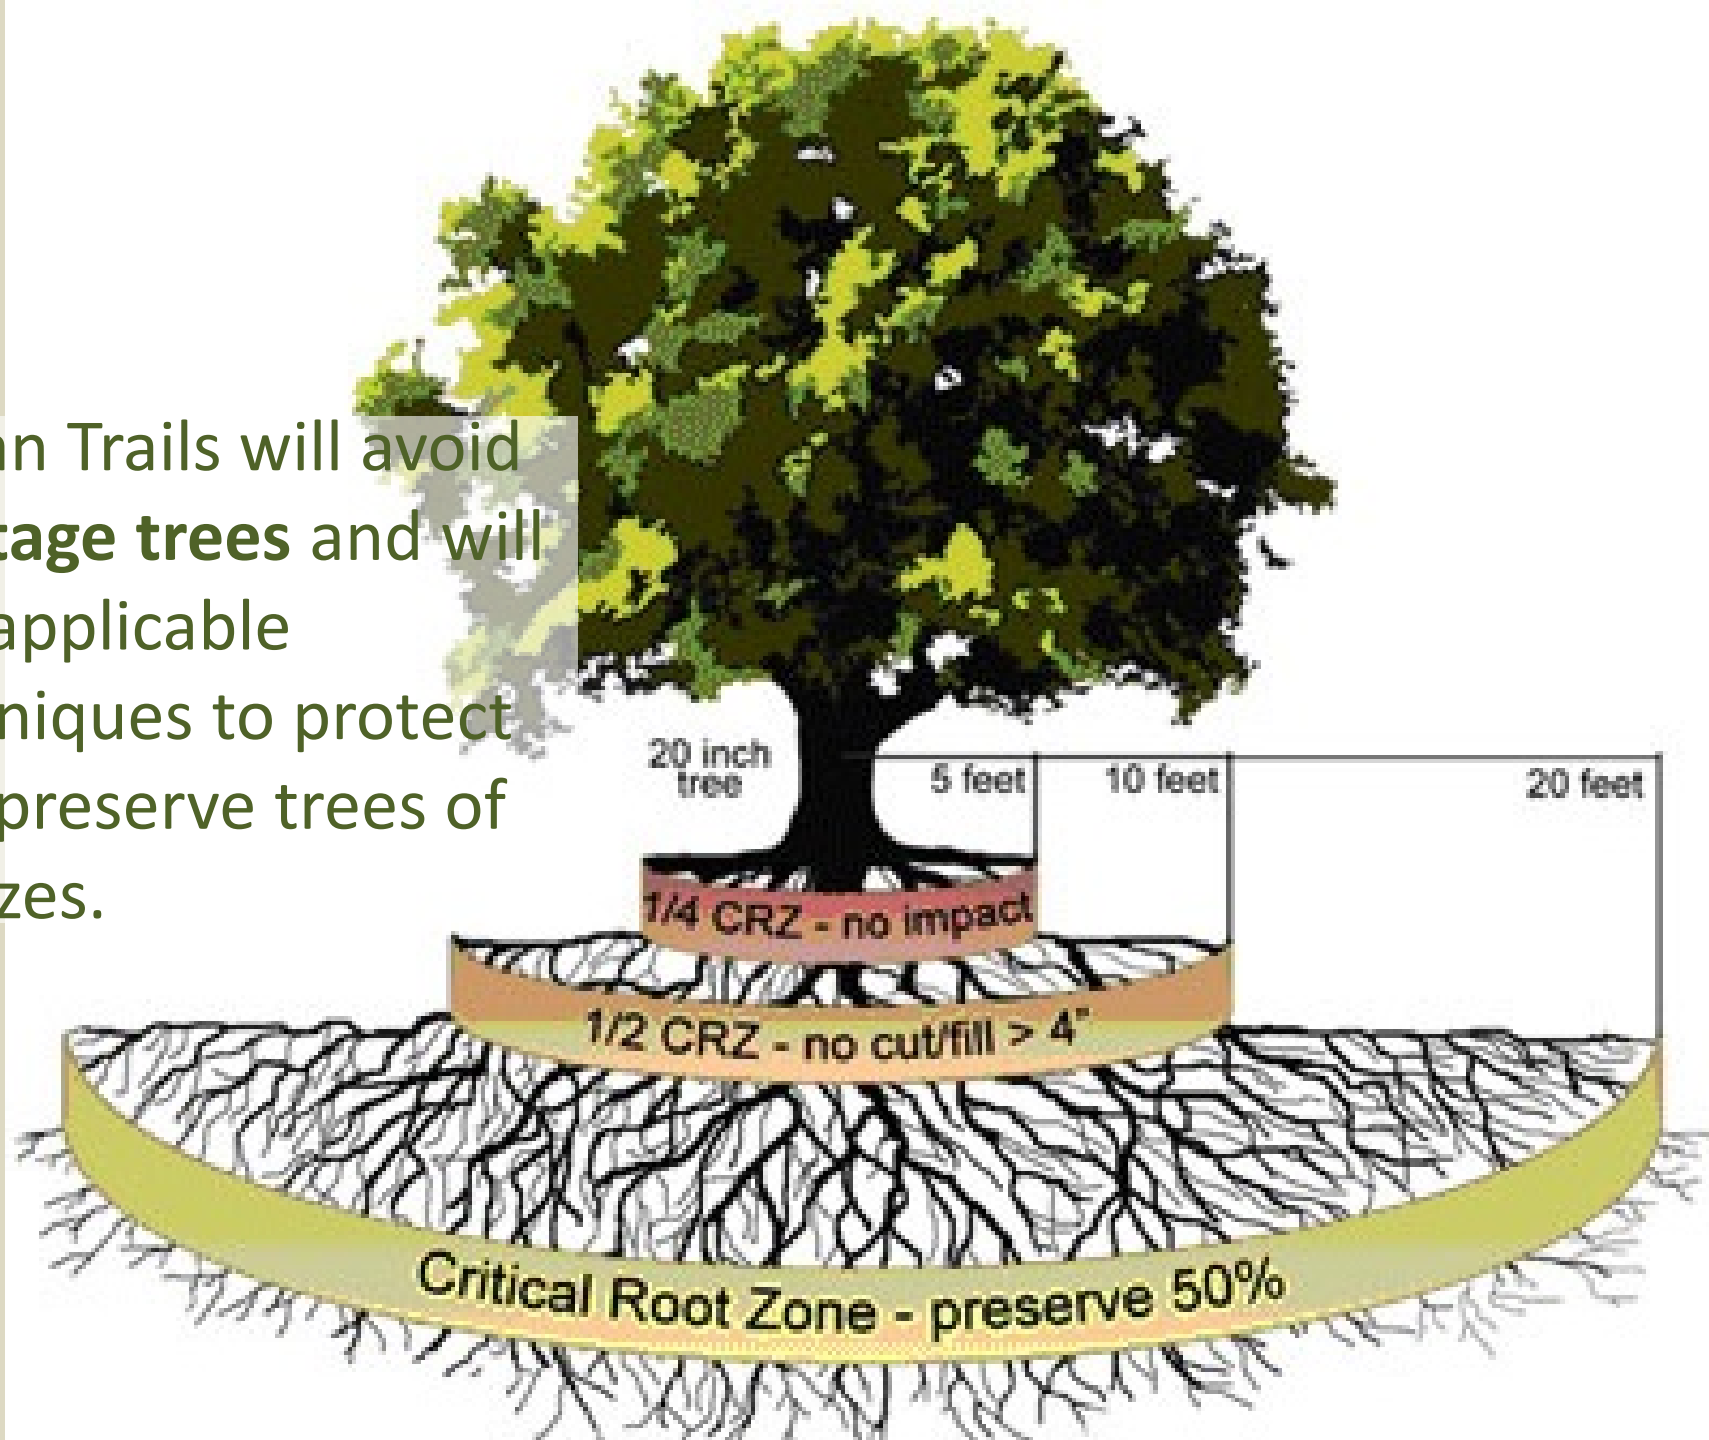 an Trails will avoid
tage trees and will
applicable
niques to protect
preserve trees of
zes.
20 inch
tree
5 feet
10 feet
20 feet
1/4 CRZ - no impact
1/2 CRZ - no cut/fill > 4"
Critical Root Zone - preserve 50%